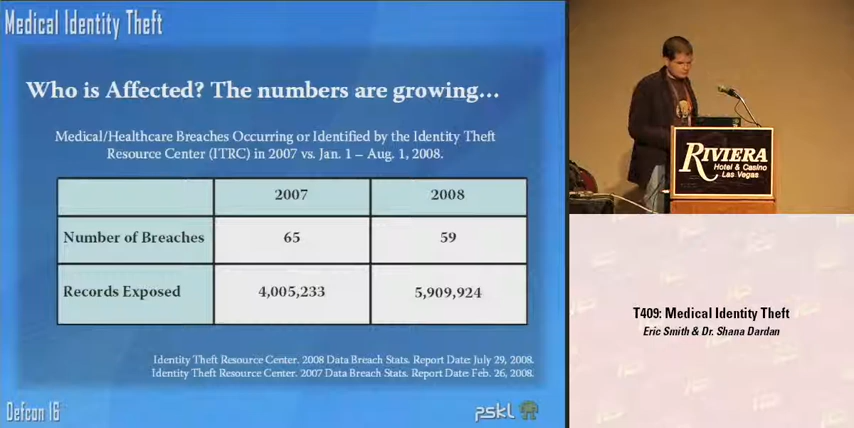 Medical Identity Theft
Who is Affected? The numbers are growing...
Medical/Healthcare Breaches Occurring or Identified by the Identity Theft
Resource Center (ITRC) in 2007 vs. Jan. 1 – Aug. 1, 2008.
2007 2008
Number of Breaches 65 59
Records Exposed 4,005,233 5,909,924
Identity Theft Resource Center. 2008 Data Breach Stats. Report Date: July 29, 2008.
Identity Theft Resource Center. 2007 Data Breach Stats. Report Date: Feb. 26, 2008.
Defcon 16
pskl
RIVIERA
Hotel & Casino
Las Vegas
T409: Medical Identity Theft
Eric Smith & Dr. Shana Dardan